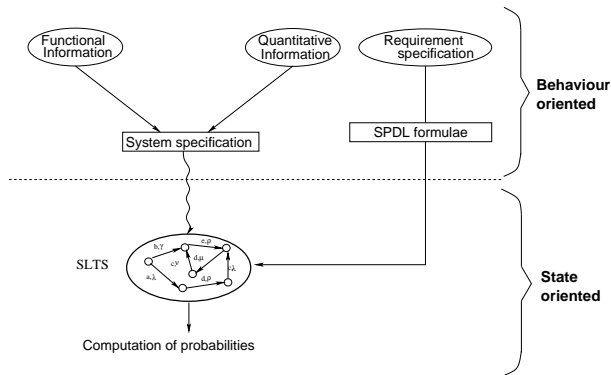 Functional
Information
Quantitative
Information
Requirement
specification
Behaviour
oriented
System specification
SPDL formulae
SLTS
b,γ
e,ρ
c,γ
d,μ
c,λ
a,λ
d,ρ
State
oriented
Computation of probabilities